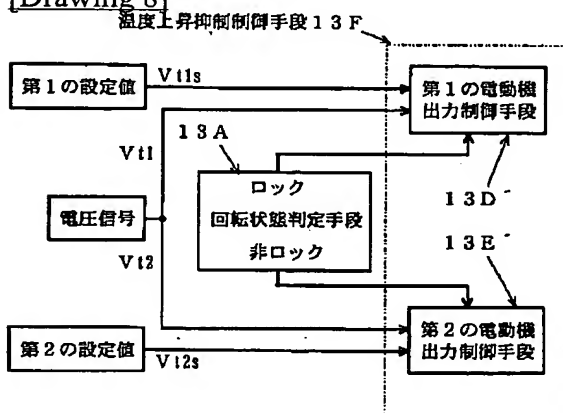 [Drawing 8]
温度上昇抑制制御手段13F
第1の設定値
Vt1s
第1の電動機
出力制御手段
Vt1
13A
ロック
回転状態判定手段
非ロック
13D
電圧信号
13E
Vt2
第2の設定値
Vt2s
第2の電動機
出力制御手段